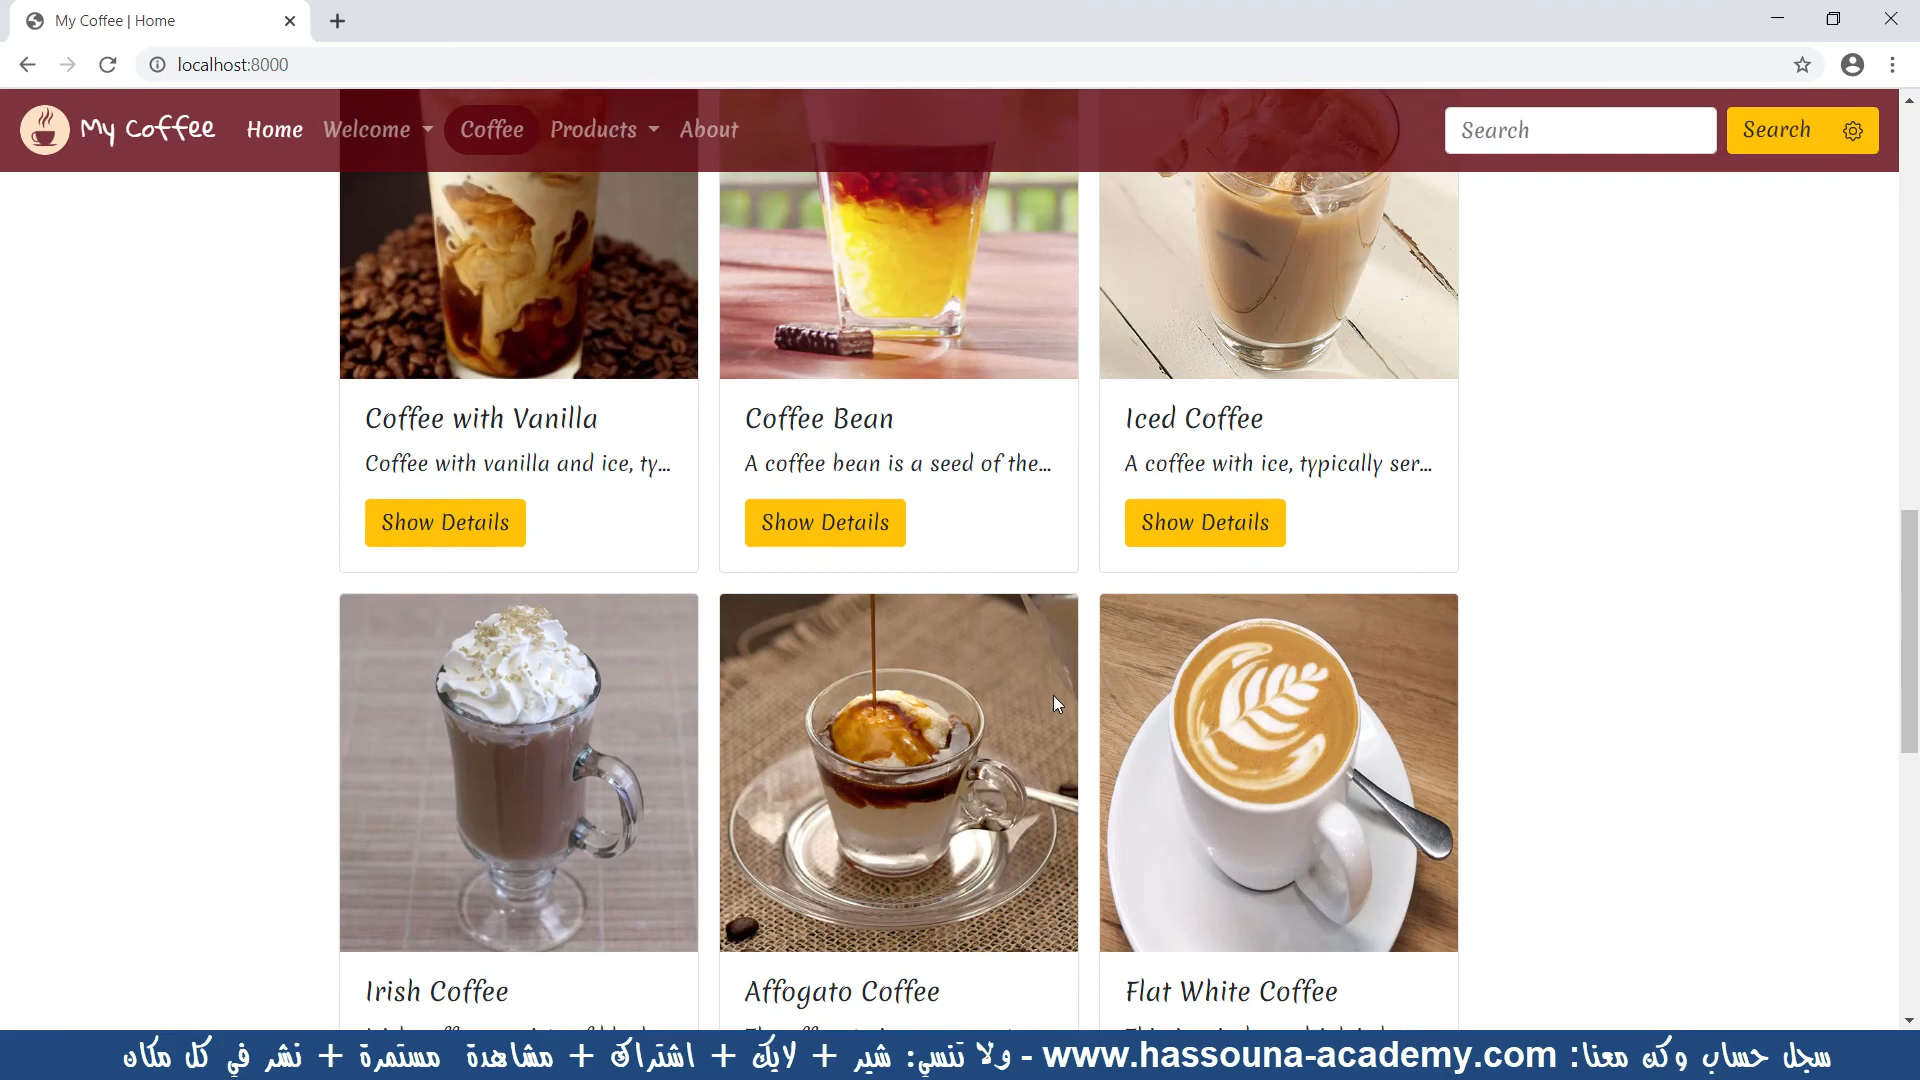 My Coffee | Home
localhost:8000
My Coffee Home Welcome Coffee Products About Search Search
Coffee with Vanilla
Coffee with vanilla and ice, ty...
Show Details
Coffee Bean
A coffee bean is a seed of the...
Show Details
Iced Coffee
A coffee with ice, typically ser...
Show Details
Irish Coffee
Affogato Coffee
Flat White Coffee
سجل حساب وكن معنا: www.hassouna-academy.com - ولا تنسى: شير + لايك + اشتراك + مشاهدة مستمرة + نشر في كل مكان